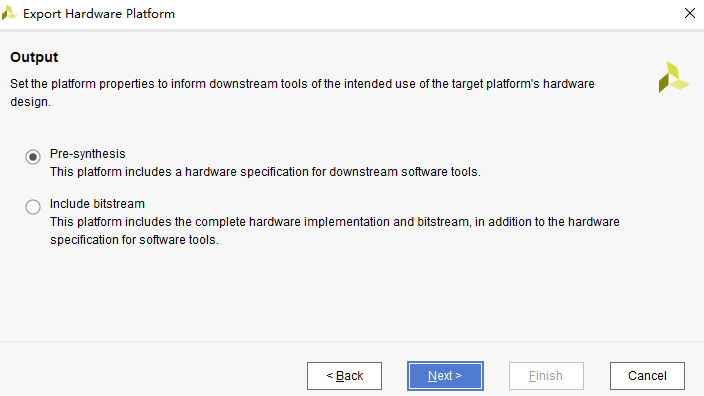 Export Hardware Platform
Output
Set the platform properties to inform downstream tools of the intended use of the target platform's hardware
design.
Pre-synthesis
This platform includes a hardware specification for downstream software tools.
Include bitstream
This platform includes the complete hardware implementation and bitstream, in addition to the hardware
specification for software tools.
< Back
Next >
Finish
Cancel